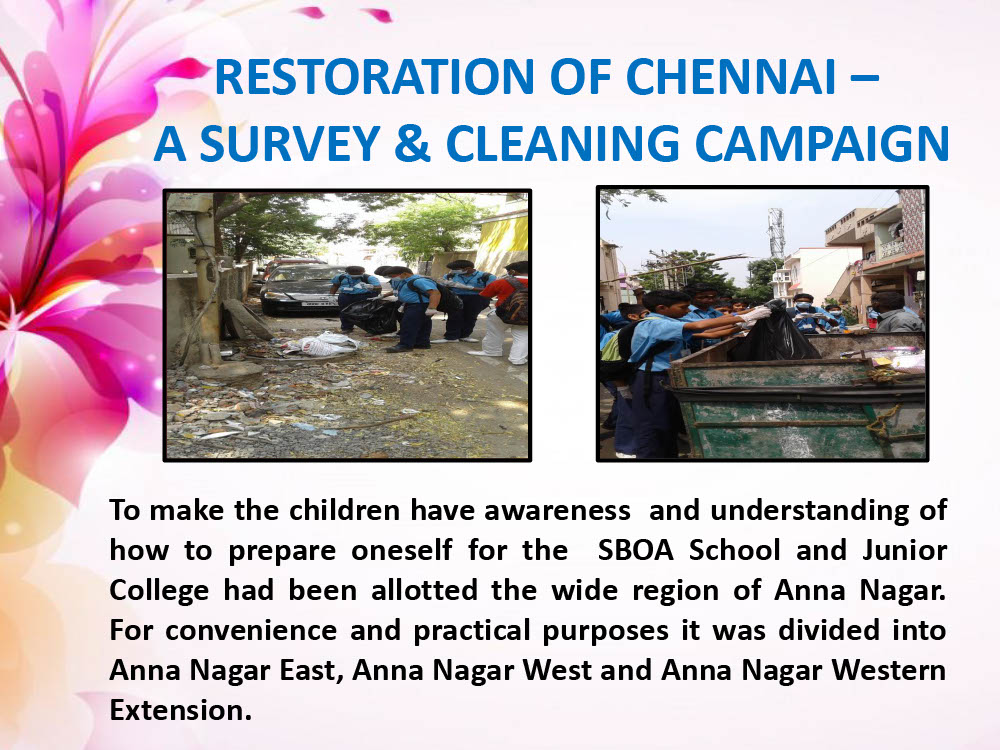 RESTORATION OF CHENNAI –
A SURVEY & CLEANING CAMPAIGN
To make the children have awareness  and understanding of
how to prepare oneself for the  SBOA School and Junior
College had been allotted the wide region of Anna Nagar.
For convenience and practical purposes it was divided into
Anna Nagar East, Anna Nagar West and Anna Nagar Western
Extension.